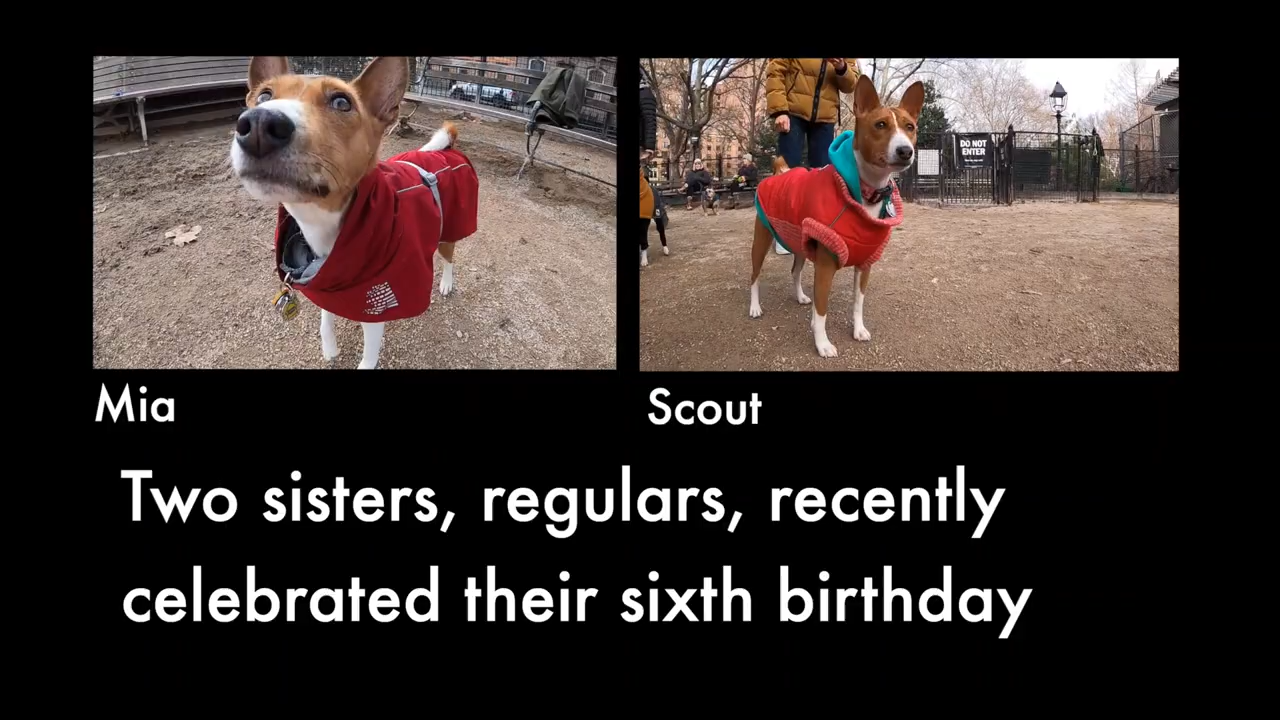 DO NOT
ENTER
Mia
Scout
Two sisters, regulars, recently
celebrated their sixth birthday